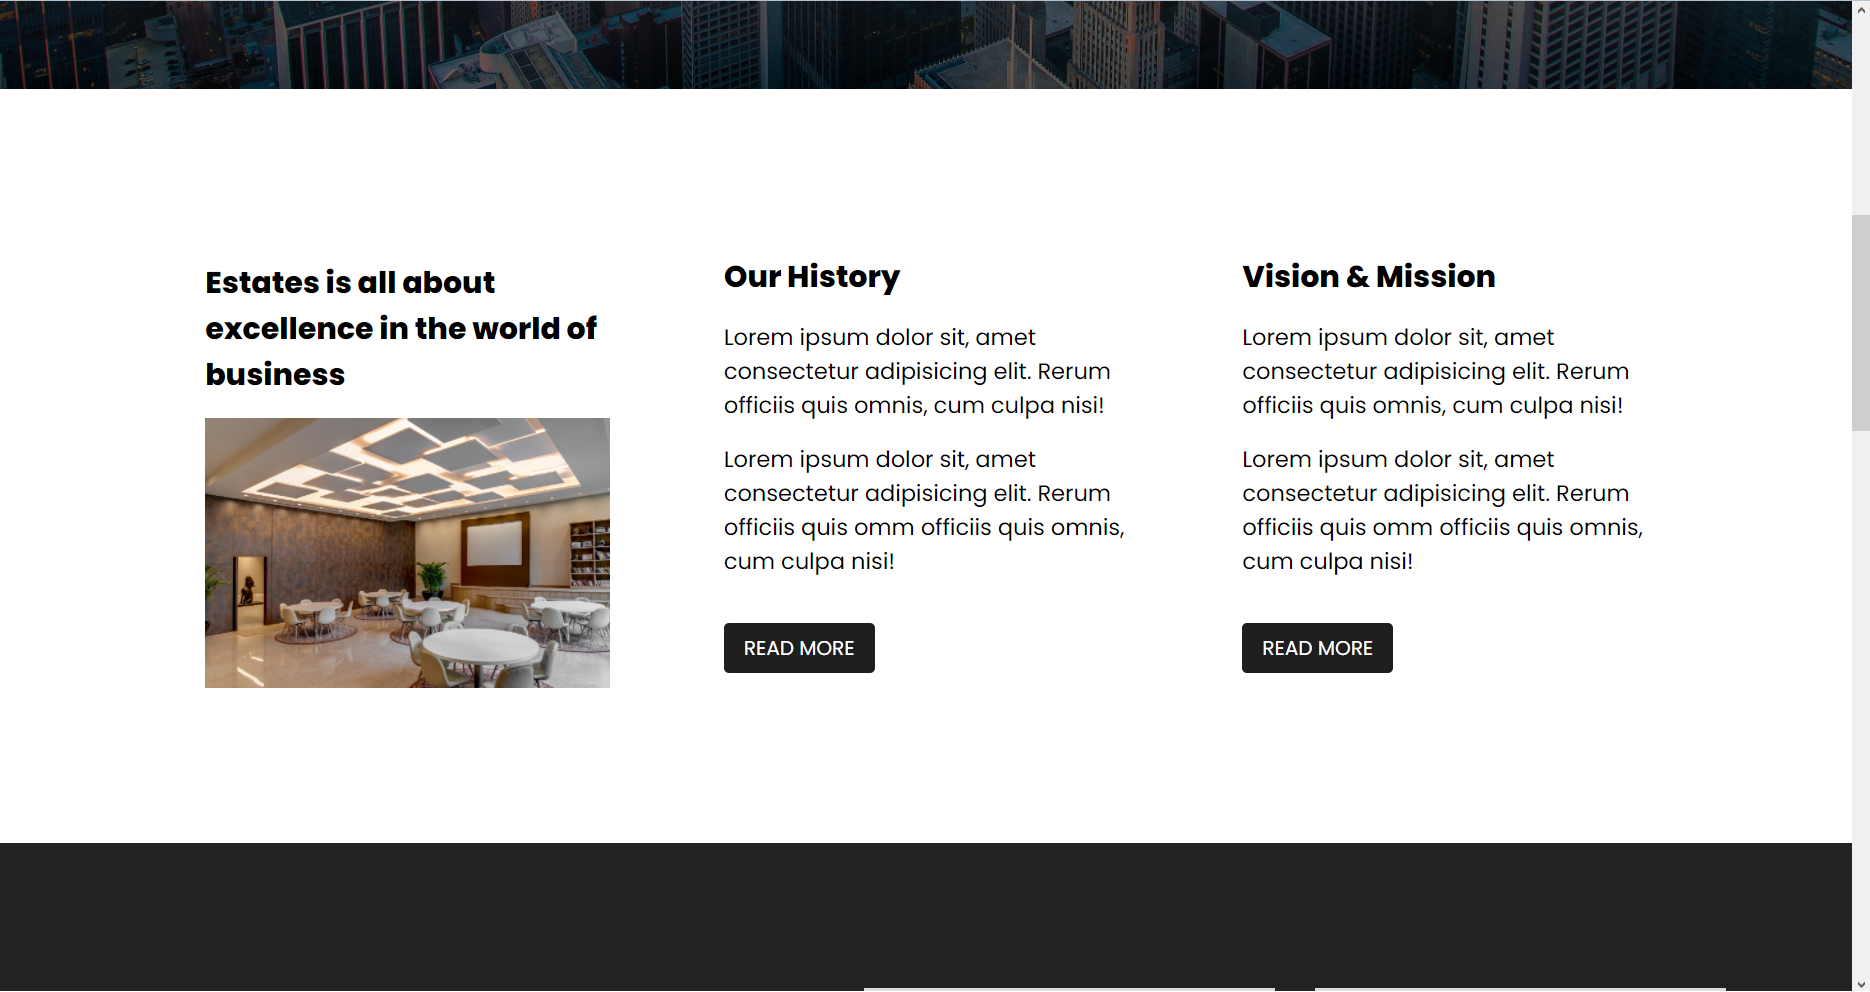 Estates is all about
excellence in the world of
business
Our History
Lorem ipsum dolor sit, amet
consectetur adipisicing elit. Rerum
officiis quis omnis, cum culpa nisi!
Lorem ipsum dolor sit, amet
consectetur adipisicing elit. Rerum
officiis quis omm officiis quis omnis,
cum culpa nisi!
READ MORE
Vision & Mission
Lorem ipsum dolor sit, amet
consectetur adipisicing elit. Rerum
officiis quis omnis, cum culpa nisi!
Lorem ipsum dolor sit, amet
consectetur adipisicing elit. Rerum
officiis quis omm officiis quis omnis,
cum culpa nisi!
READ MORE